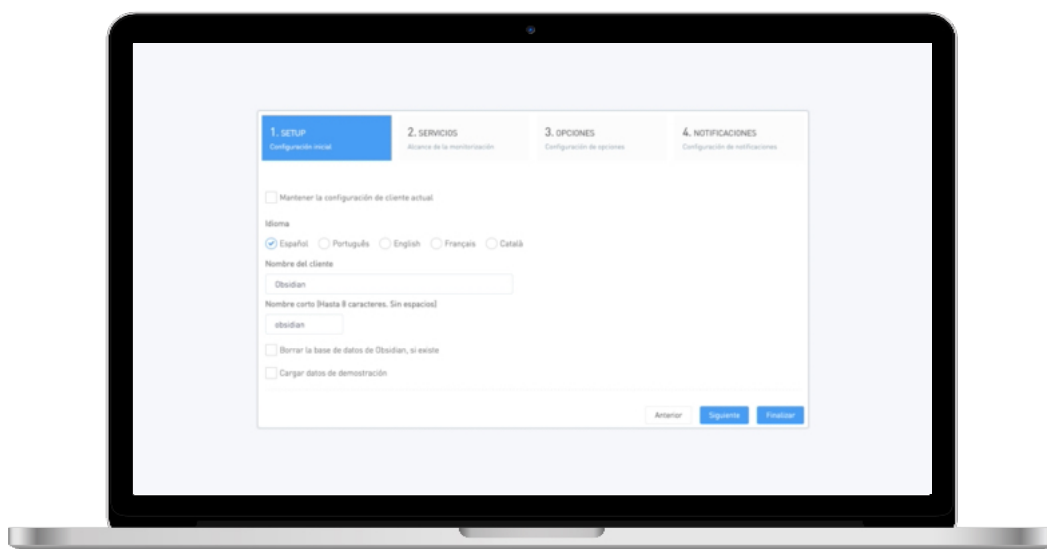 1. SETUP
Configuración inicial
2. SERVICIOS
Alcance de la monitorización
3. OPCIONES
Configuración de opciones
4. NOTIFICACIONES
Configuración de notificaciones
Mantener la configuración de cliente actual
Idioma
Español Português English Français Català
Nombre del cliente
Obsidian
Nombre corto (Hasta 8 caracteres. Sin espacios)
obsidian
Borrar la base de datos de Obsidian, si existe
Cargar datos de demostración
Anterior Siguiente Finalizar